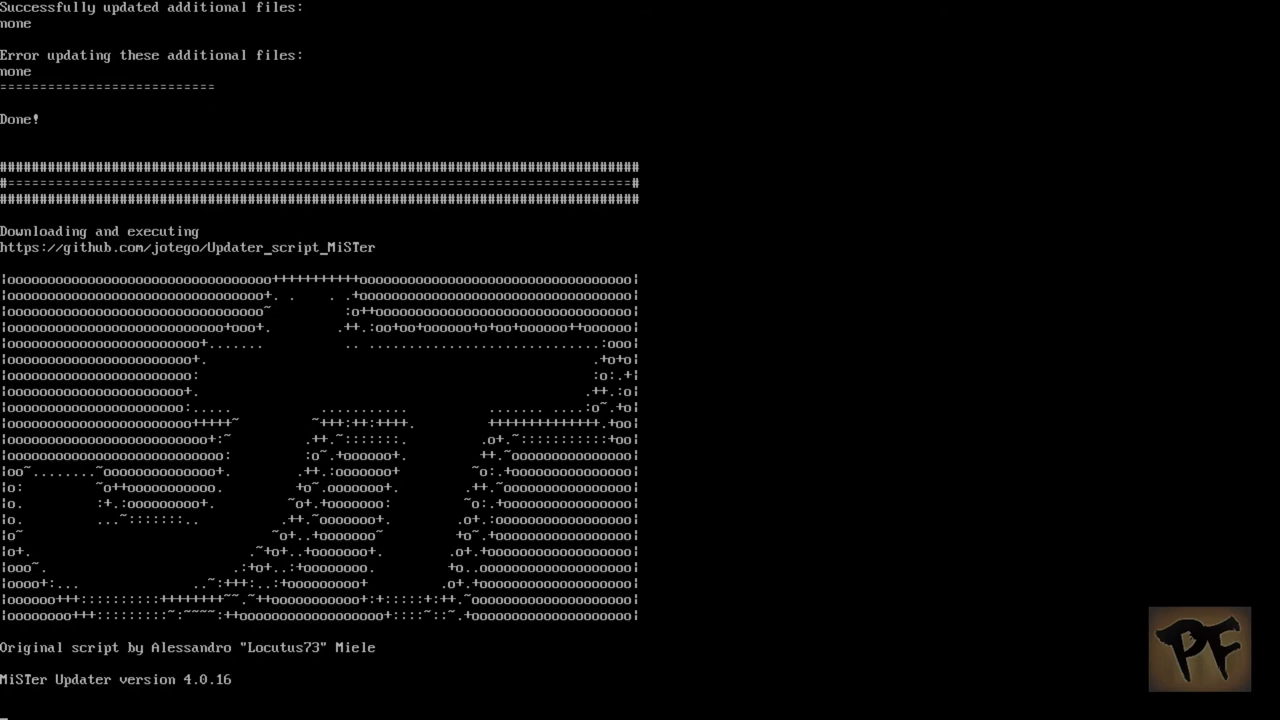 Successfully updated additional files:
none
Error updating these additional files:
none
===========================
Done!
################################################################################
#==============================================================================#
################################################################################
Downloading and executing
https://github.com/jotego/Updater_script_MiSTer
Original script by Alessandro "Locutus73" Miele
MiSTer Updater version 4.0.16
PF